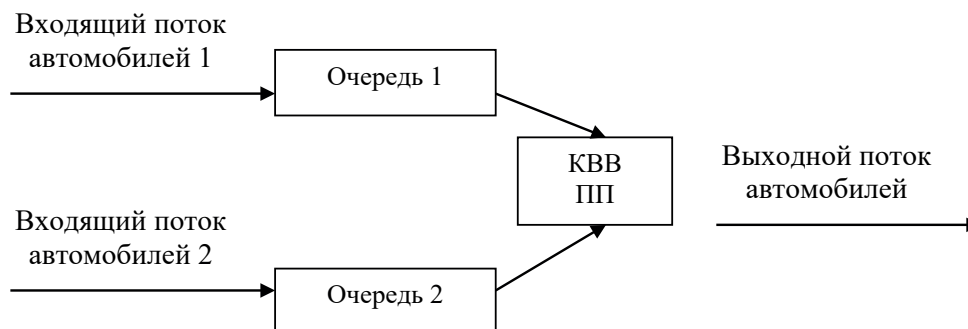 Входящий поток
автомобилей 1
Очередь 1
КВВ
ПП
Выходной поток
автомобилей
Входящий поток
автомобилей 2
Очередь 2